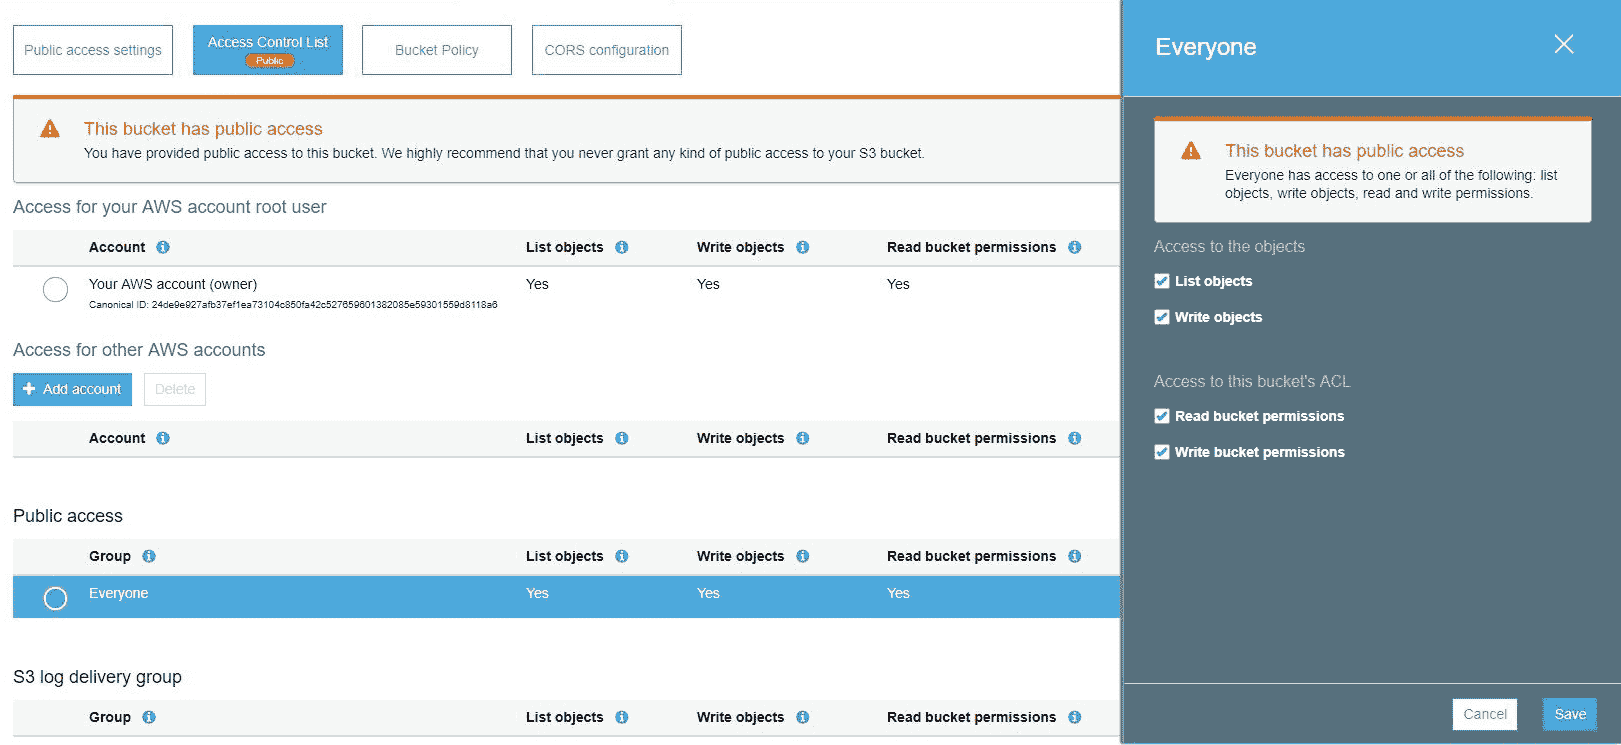 Public access settings
Access Control List
Public
Bucket Policy
CORS configuration
This bucket has public access
You have provided public access to this bucket. We highly recommend that you never grant any kind of public access to your S3 bucket.
Access for your AWS account root user
Account List objects Write objects Read bucket permissions
Your AWS account (owner) Yes Yes Yes
Canonical ID: 24de9e927afb37ef1ea73104c850fa42c527659601382085e59301559d8118a6
Access for other AWS accounts
+ Add account Delete
Account List objects Write objects Read bucket permissions
Public access
Group List objects Write objects Read bucket permissions
Everyone Yes Yes Yes
S3 log delivery group
Group List objects Write objects Read bucket permissions
Everyone
This bucket has public access
Everyone has access to one or all of the following: list
objects, write objects, read and write permissions.
Access to the objects
List objects
Write objects
Access to this bucket's ACL
Read bucket permissions
Write bucket permissions
Cancel Save